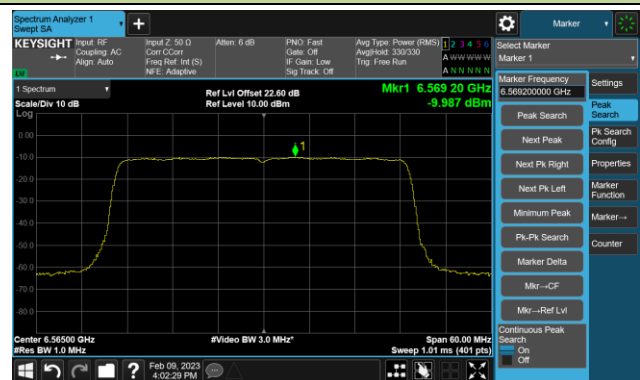 Spectrum Analyzer 1
Swept SA
+
Marker
KEYSIGHT
Input: RF
Coupling: AC
Align: Auto
Input Z: 50 Ω
Corr CCorr
Freq Ref: Int (S)
NFE: Adaptive
Atten: 6 dB
PNO: Fast
Gate: Off
IF Gain: Low
Sig Track: Off
Avg Type: Power (RMS)
Avg|Hold: 330/330
Trig: Free Run
1 2 3 4 5 6
A W W W W W
A N N N N N
Select Marker
Marker 1
1 Spectrum
Scale/Div 10 dB
Log
Ref Lvl Offset 22.60 dB
Ref Level 10.00 dBm
Mkr1 6.569 20 GHz
-9.987 dBm
0.00
-10.0
-20.0
-30.0
-40.0
-50.0
-60.0
-70.0
-80.0
1
Center 6.56500 GHz
#Res BW 1.0 MHz
#Video BW 3.0 MHz*
Span 60.00 MHz
Sweep 1.01 ms (401 pts)
Marker Frequency
6.569200000 GHz
Peak Search
Next Peak
Next Pk Right
Next Pk Left
Minimum Peak
Pk-Pk Search
Marker Delta
Mkr→CF
Mkr→Ref Lvl
Continuous Peak
Search
On
Off
Settings
Peak
Search
Pk Search
Config
Properties
Marker
Function
Marker→
Counter
?
Feb 09, 2023
4:02:29 PM